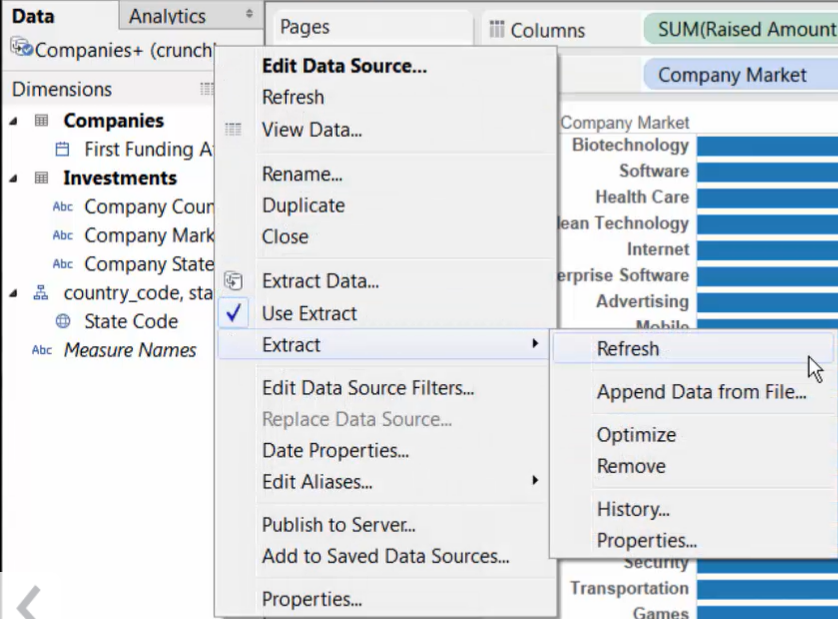 Data
Analytics
Companies+ (crunch
Dimensions
Companies
First Funding A
Investments
Abc Company Coun
Abc Company Mark
Abc Company State
country_code, sta
State Code
Abc Measure Names
Edit Data Source...
Refresh
View Data...
Rename...
Duplicate
Close
Extract Data...
Use Extract
Extract
Edit Data Source Filters...
Replace Data Source...
Date Properties...
Edit Aliases...
Publish to Server...
Add to Saved Data Sources...
Properties...
Refresh
Append Data from File...
Optimize
Remove
History...
Properties...
Pages
Columns
SUM(Raised Amount
Company Market
Company Market
Biotechnology
Software
Health Care
lean Technology
Internet
erprise Software
Advertising
Mobile
Security
Transportation
Games